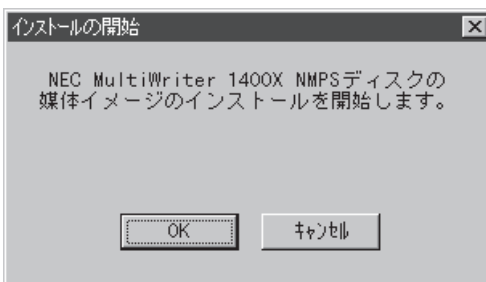 ｲﾝｽﾄｰﾙの開始
NEC MultiWriter 1400X NMPSディスクの
媒体イメージのインストールを開始します。
OK
ｷｬﾝｾﾙ